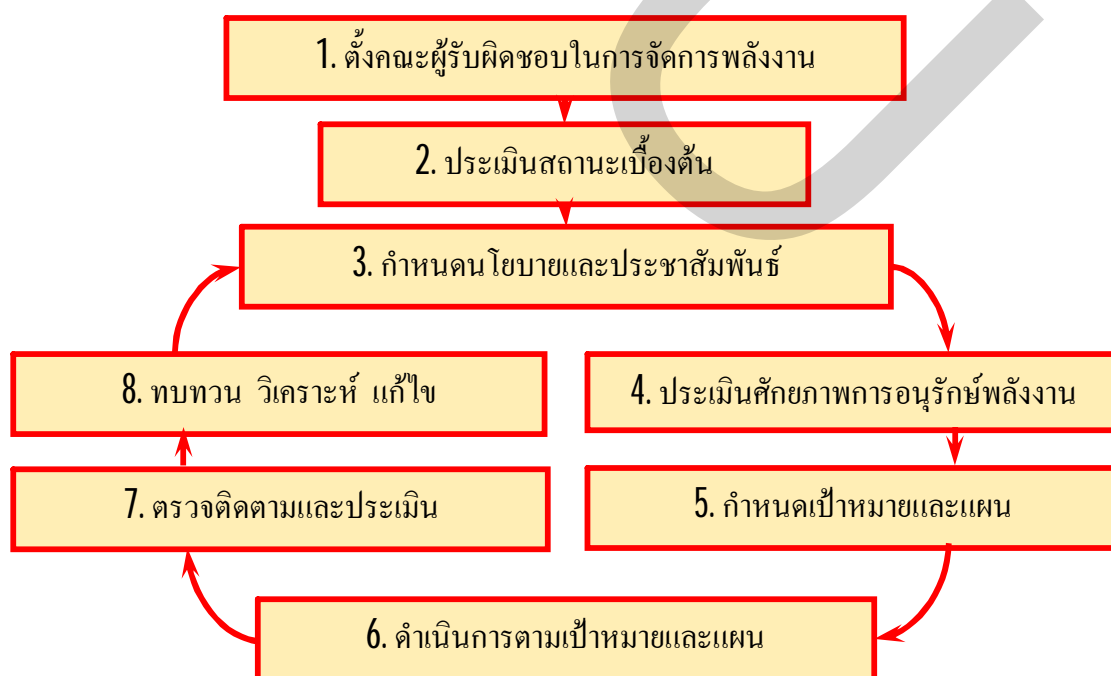 1. ตั้งคณะผู้รับผิดชอบในการจัดการพลังงาน
2. ประเมินสถานะเบื้องต้น
3. กำหนดนโยบายและประชาสัมพันธ์
4. ประเมินศักยภาพการอนุรักษ์พลังงาน
5. กำหนดเป้าหมายและแผน
6. ดำเนินการตามเป้าหมายและแผน
7. ตรวจติดตามและประเมิน
8. ทบทวน วิเคราะห์ แก้ไข